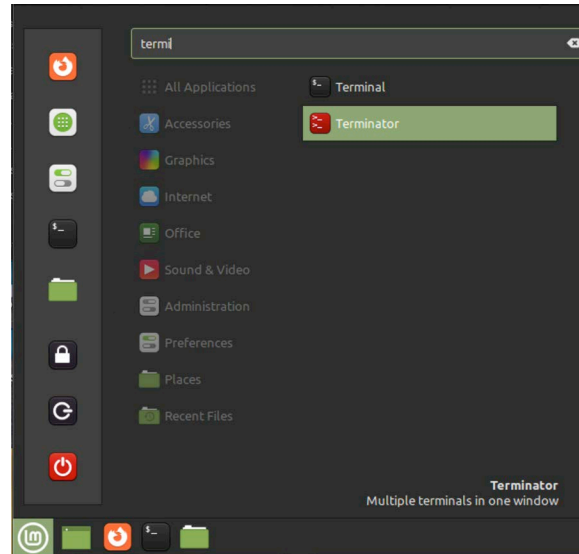 termi
All Applications
Accessories
Graphics
Internet
Office
Sound & Video
Administration
Preferences
Places
Recent Files
Terminal
Terminator
Terminator
Multiple terminals in one window